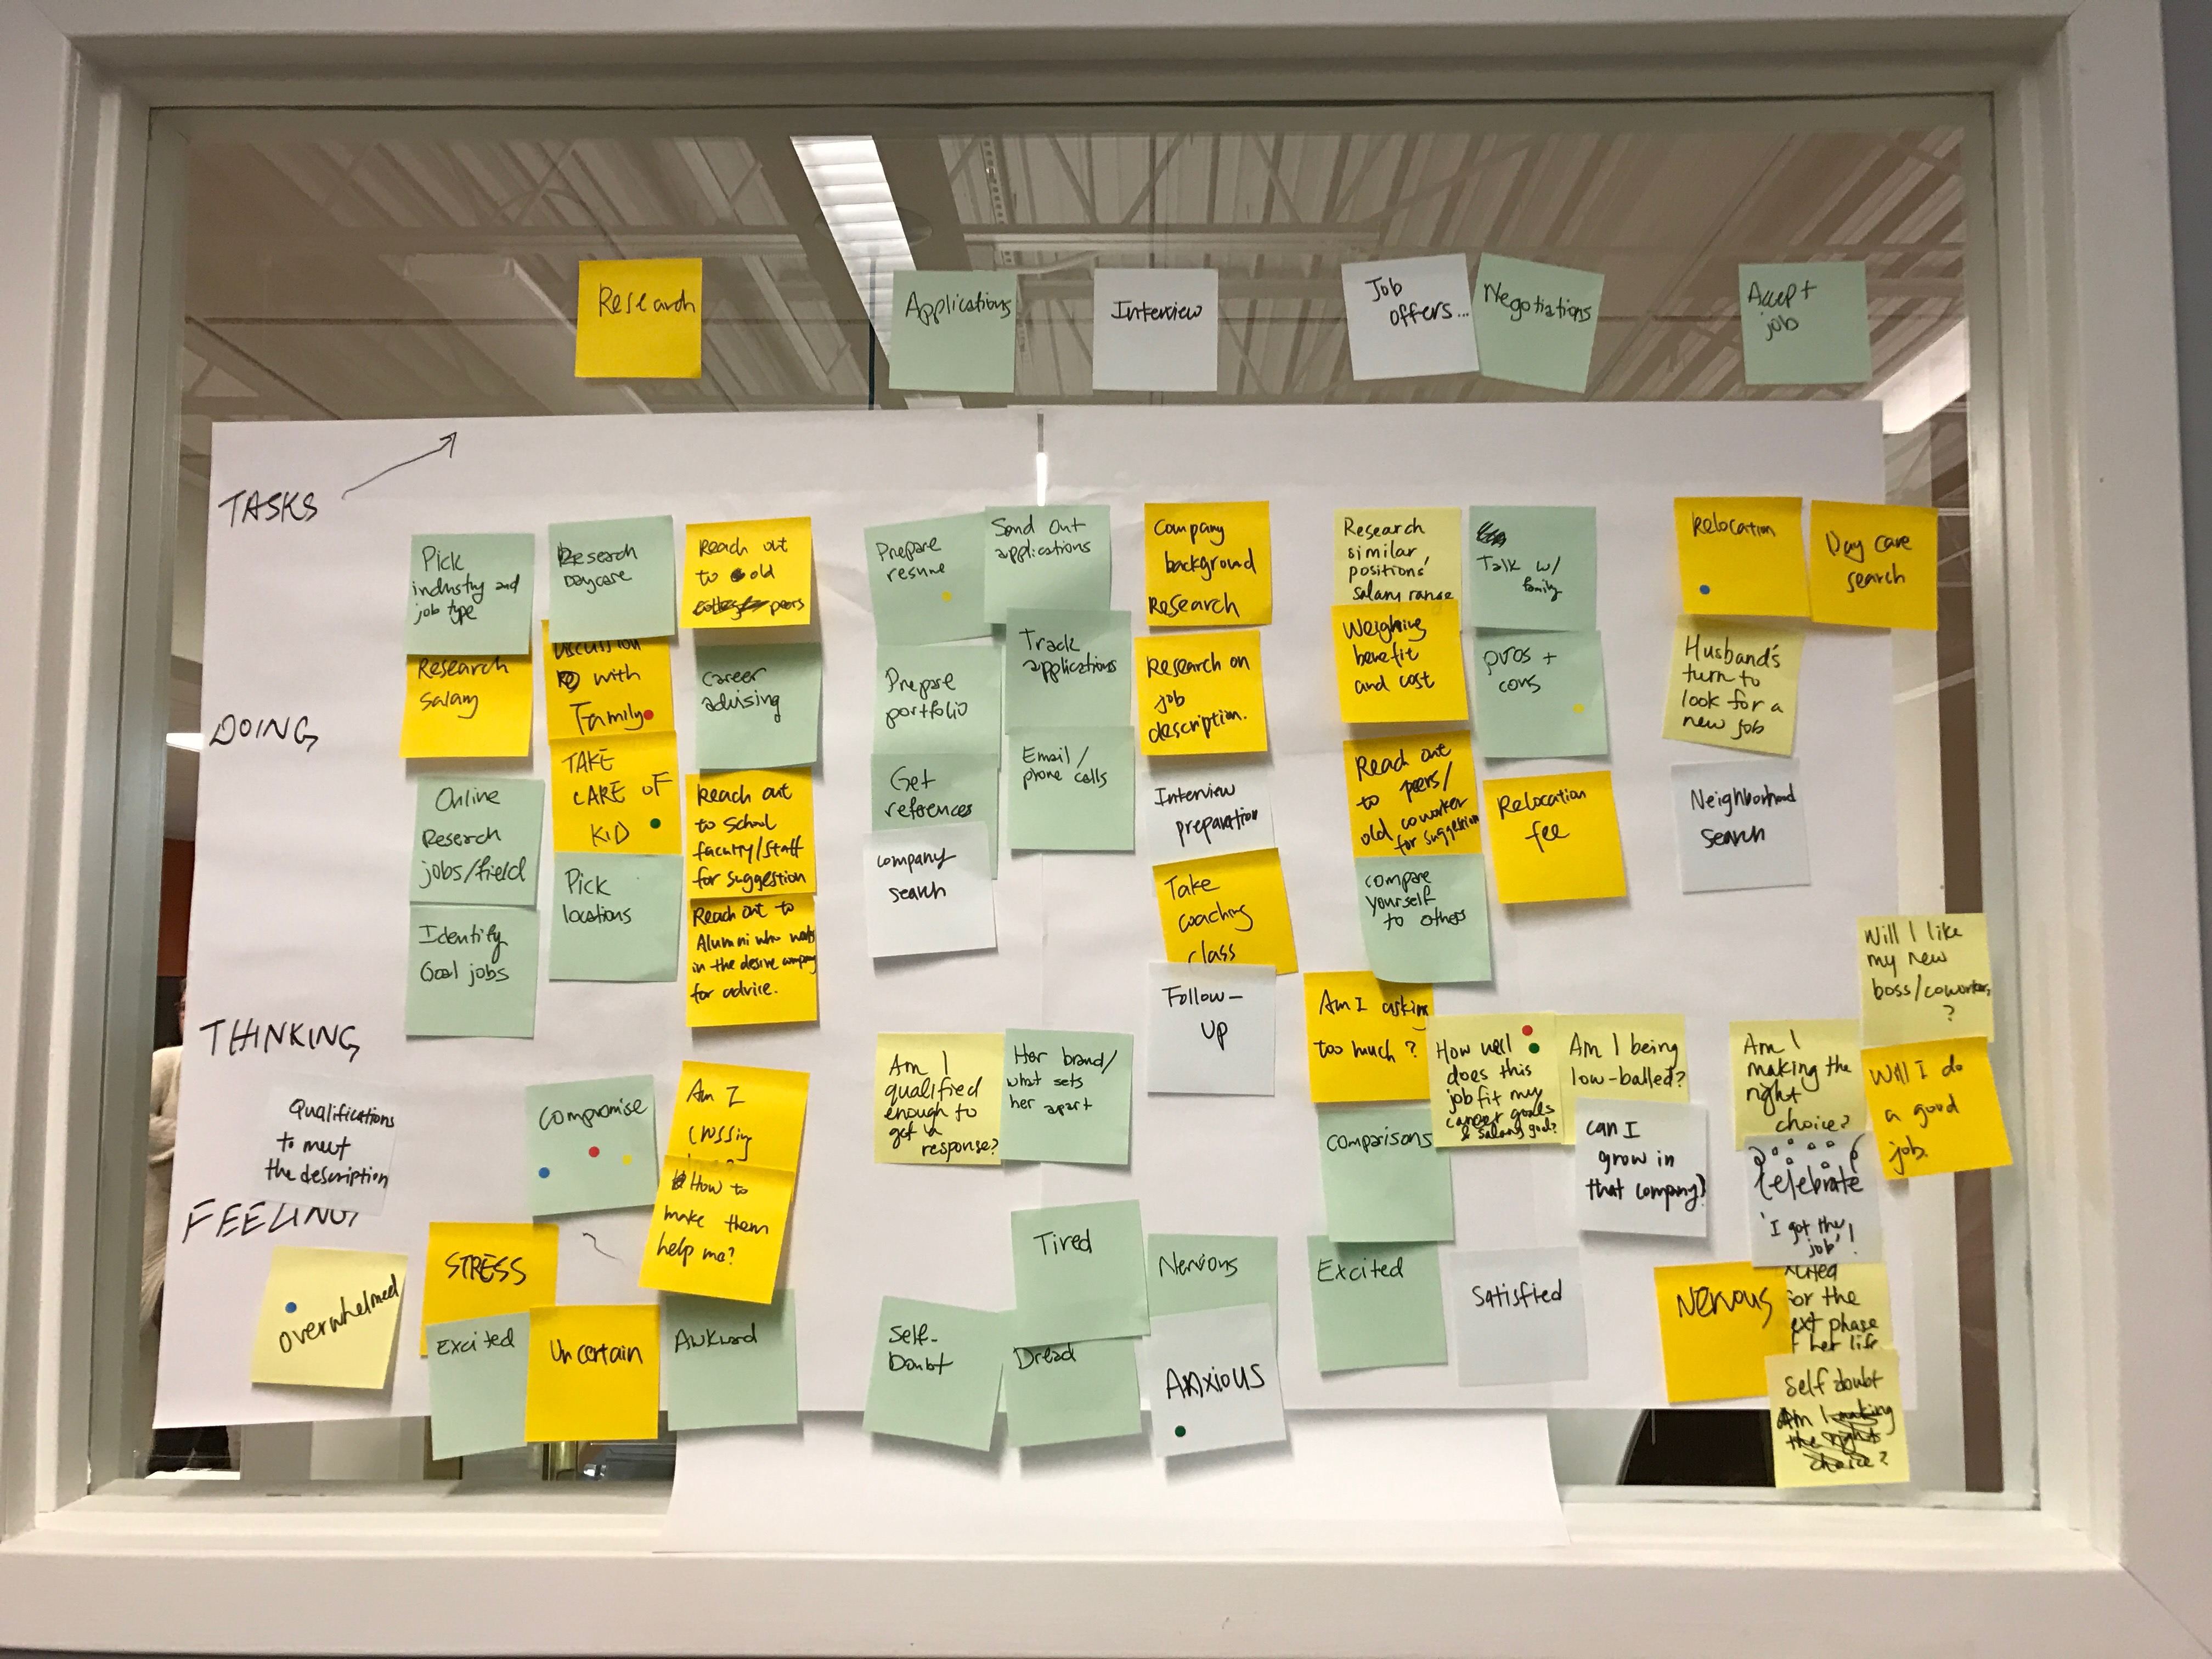 Research
Applications
Interview
Job
offers...
Negotiations
Accept
job
TASKS
DOING
THINKING
FEELING
Pick
industry and
job type
Research
Salary
Online
Research
jobs/field
Identify
Goal jobs
Research
Daycare
Discussion
with
Family
TAKE
CARE OF
KID
Pick
locations
Reach out
to old
peers
Career
advising
Reach out
to School
faculty/staff
for suggestion
Reach out to
Alumni who works
in the desire company
for advice.
Prepare
resume
Prepare
portfolio
Get
references
company
search
Send Out
applications
Track
applications
Email/
phone calls
Company
background
Research
Research on
job
description.
Interview
preparation
Take
coaching
class
Follow-
up
Research
similar
positions'
salary range
Weighing
benefit
and cost
Reach out
to peers/
old coworker
for suggestion
compare
yourself
to others
Talk w/
family
pros +
cons
Relocation
fee
Relocation
Day care
search
Husband's
turn to
look for a
new job
Neighborhood
search
Qualifications
to meet
the description
Compromise
Am I
crossing
How to
make them
help me?
Am I
qualified
enough to
get a
response?
Her brand/
what sets
her apart
Am I asking
too much?
Comparisons
How well
does this
job fit my
career goals
& salary goal?
Am I being
low-balled?
can I
grow in
that company?
Am I
making the
right
choice?
Will I like
my new
boss/coworkers
?
Will I do
a good
job.
Celebrate
'I got the
job'!
overwhelmed
STRESS
Excited
Uncertain
Awkward
Self-
Doubt
Tired
Dread
Nervous
Anxious
Excited
Satisfied
Nervous
for the
ext phase
f her life
Self doubt
Am I making
the right
choice?